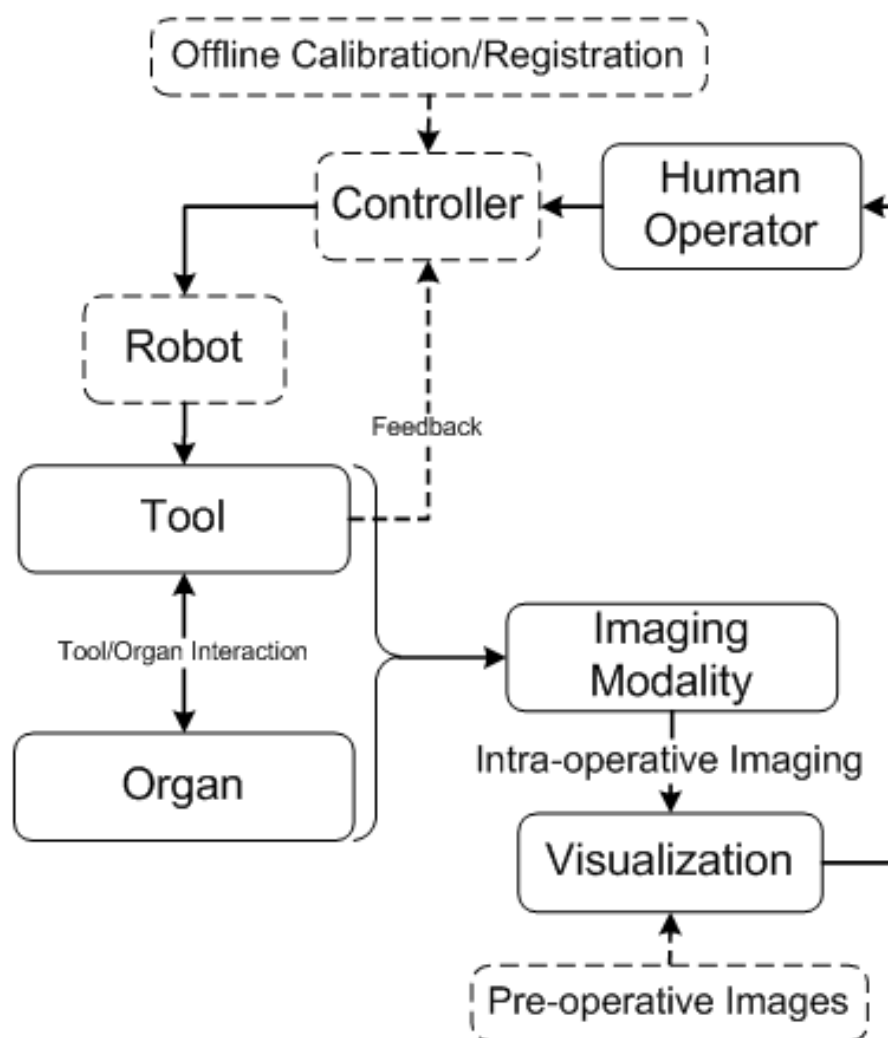 Offline Calibration/Registration
Controller
Human
Operator
Robot
Feedback
Tool
Tool/Organ Interaction
Imaging
Modality
Organ
Intra-operative Imaging
Visualization
Pre-operative Images